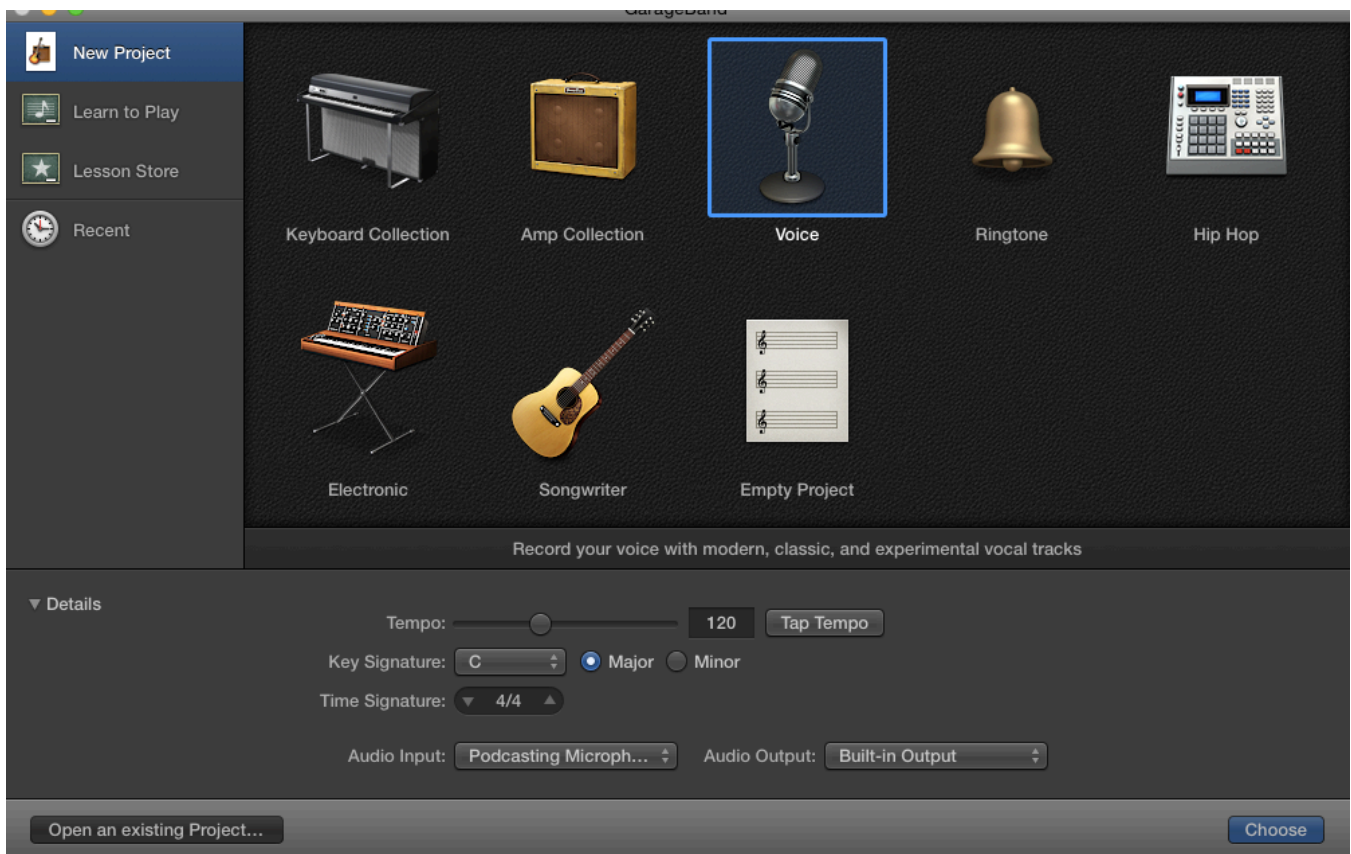 GarageBand
New Project
Learn to Play
Lesson Store
Recent
Keyboard Collection
Amp Collection
Voice
Ringtone
Hip Hop
Electronic
Songwriter
Empty Project
Record your voice with modern, classic, and experimental vocal tracks
Details
Tempo: 120 Tap Tempo
Key Signature: C Major Minor
Time Signature: 4/4
Audio Input: Podcasting Microph... Audio Output: Built-in Output
Open an existing Project... Choose